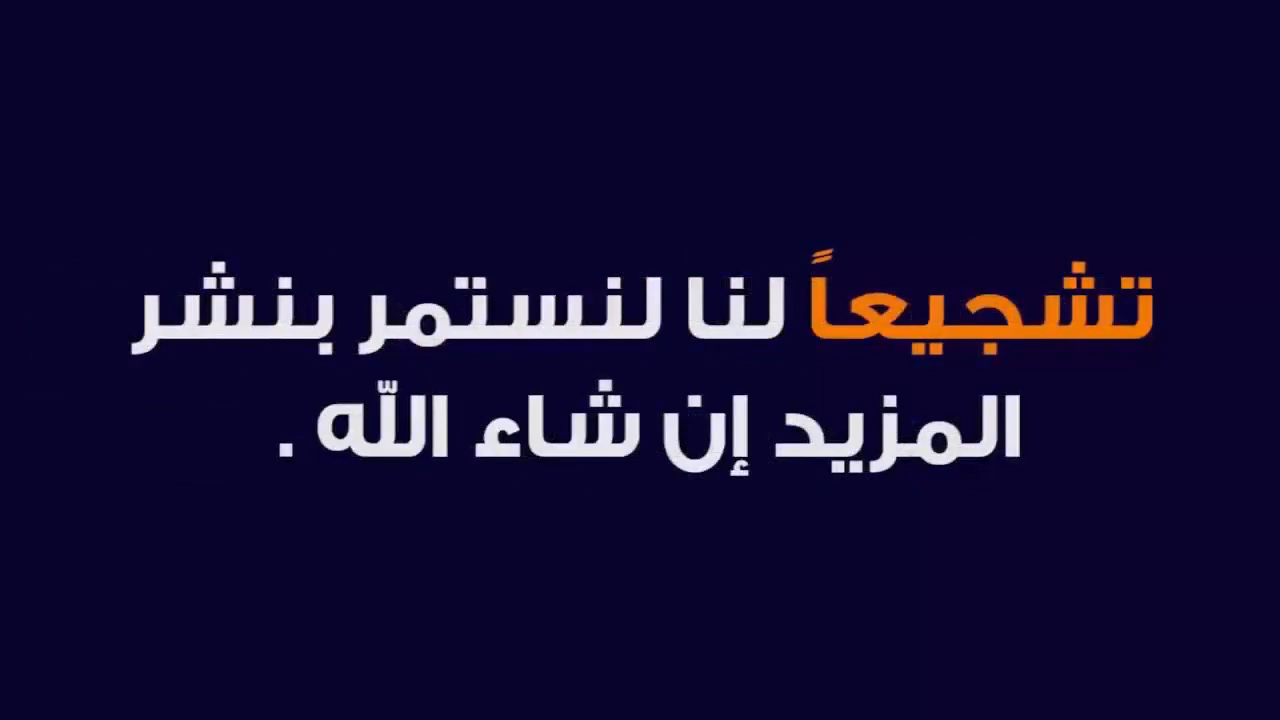 تشجيعاً لنا لنستمر بنشر
المزيد إن شاء اللّه .